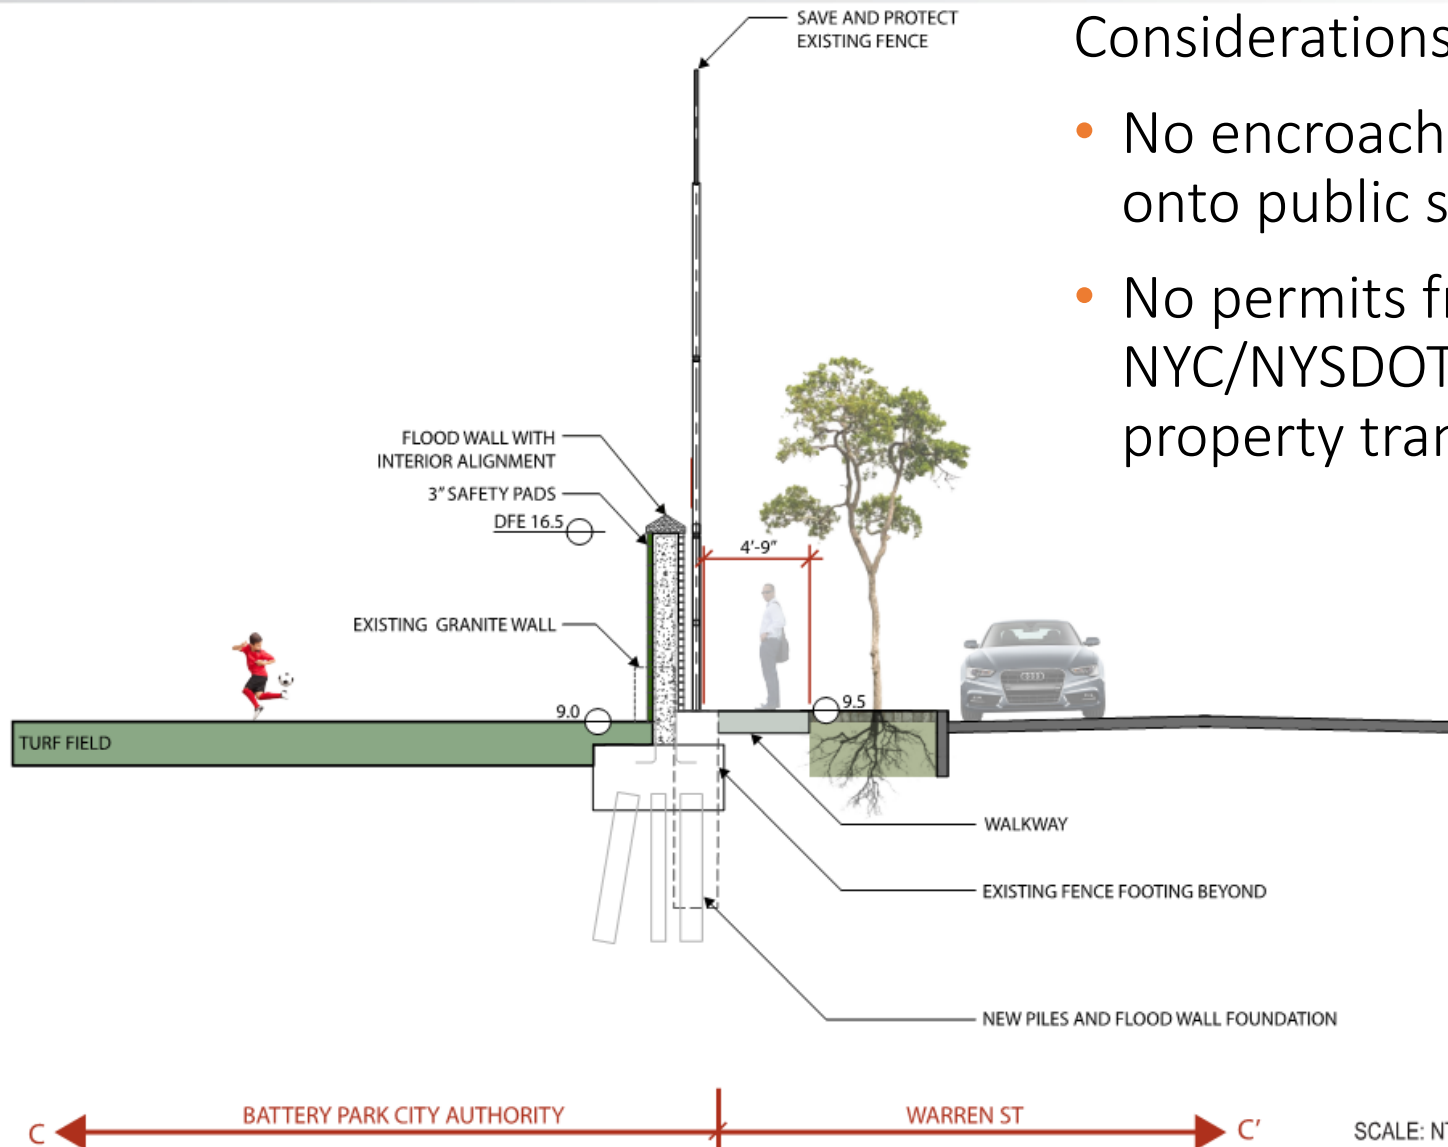 SAVE AND PROTECT
EXISTING FENCE
Considerations
• No encroach
onto public s
• No permits fr
NYC/NYSDOT
property tran
FLOOD WALL WITH
INTERIOR ALIGNMENT
3" SAFETY PADS
DFE 16.5
4'-9"
EXISTING GRANITE WALL
9.0
9.5
TURF FIELD
WALKWAY
EXISTING FENCE FOOTING BEYOND
NEW PILES AND FLOOD WALL FOUNDATION
BATTERY PARK CITY AUTHORITY
WARREN ST
C
C'
SCALE: NT